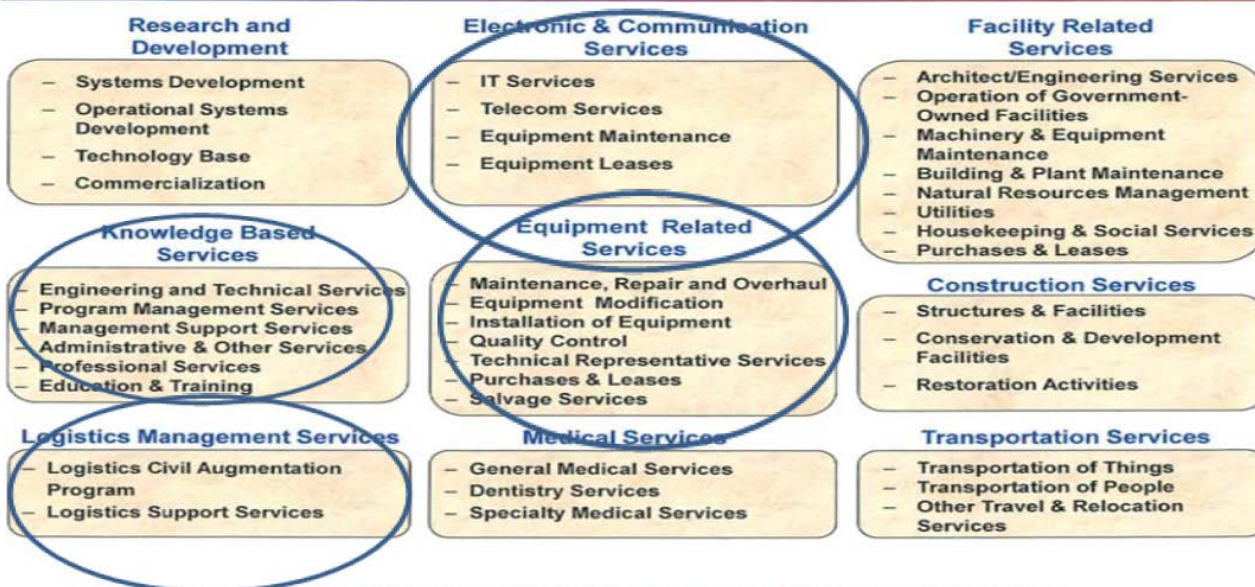 Research and
Development
– Systems Development
– Operational Systems
Development
– Technology Base
– Commercialization
Electronic & Communication
Services
– IT Services
– Telecom Services
– Equipment Maintenance
– Equipment Leases
Facility Related
Services
– Architect/Engineering Services
– Operation of Government-
Owned Facilities
– Machinery & Equipment
Maintenance
– Building & Plant Maintenance
– Natural Resources Management
– Utilities
– Housekeeping & Social Services
– Purchases & Leases
Knowledge Based
Services
– Engineering and Technical Services
– Program Management Services
– Management Support Services
– Administrative & Other Services
– Professional Services
– Education & Training
Equipment Related
Services
– Maintenance, Repair and Overhaul
– Equipment Modification
– Installation of Equipment
– Quality Control
– Technical Representative Services
– Purchases & Leases
– Salvage Services
Construction Services
– Structures & Facilities
– Conservation & Development
Facilities
– Restoration Activities
Logistics Management Services
– Logistics Civil Augmentation
Program
– Logistics Support Services
Medical Services
– General Medical Services
– Dentistry Services
– Specialty Medical Services
Transportation Services
– Transportation of Things
– Transportation of People
– Other Travel & Relocation
Services